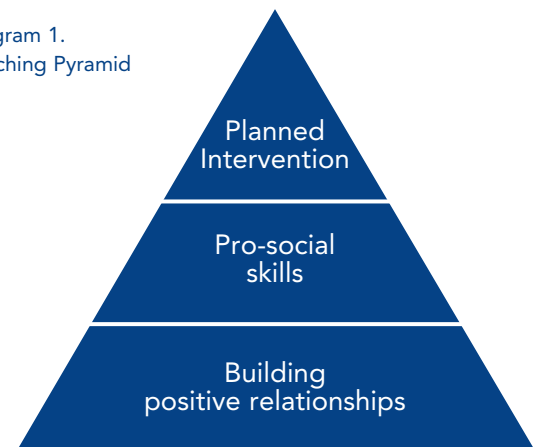 gram 1.
ching Pyramid
Planned
Intervention
Pro-social
skills
Building
positive relationships